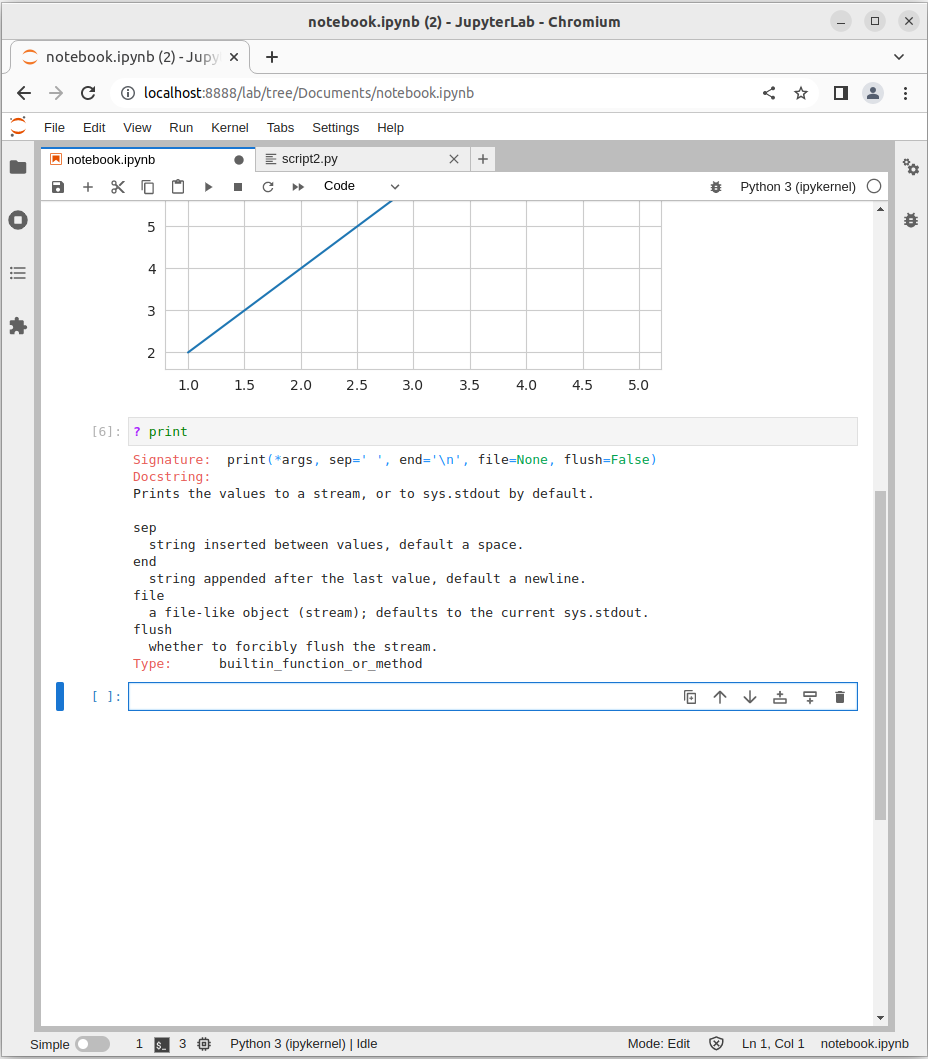 notebook.ipynb (2) - JupyterLab - Chromium
notebook.ipynb (2) - Jupy
localhost:8888/lab/tree/Documents/notebook.ipynb
File Edit View Run Kernel Tabs Settings Help
notebook.ipynb script2.py
Code Python 3 (ipykernel)
5
4
3
2
1.0 1.5 2.0 2.5 3.0 3.5 4.0 4.5 5.0
[6]: ? print
Signature: print(*args, sep=' ', end='\n', file=None, flush=False)
Docstring:
Prints the values to a stream, or to sys.stdout by default.
sep
string inserted between values, default a space.
end
string appended after the last value, default a newline.
file
a file-like object (stream); defaults to the current sys.stdout.
flush
whether to forcibly flush the stream.
Type: builtin_function_or_method
[ ]:
Simple 1 $_ 3 Python 3 (ipykernel) | Idle Mode: Edit Ln 1, Col 1 notebook.ipynb